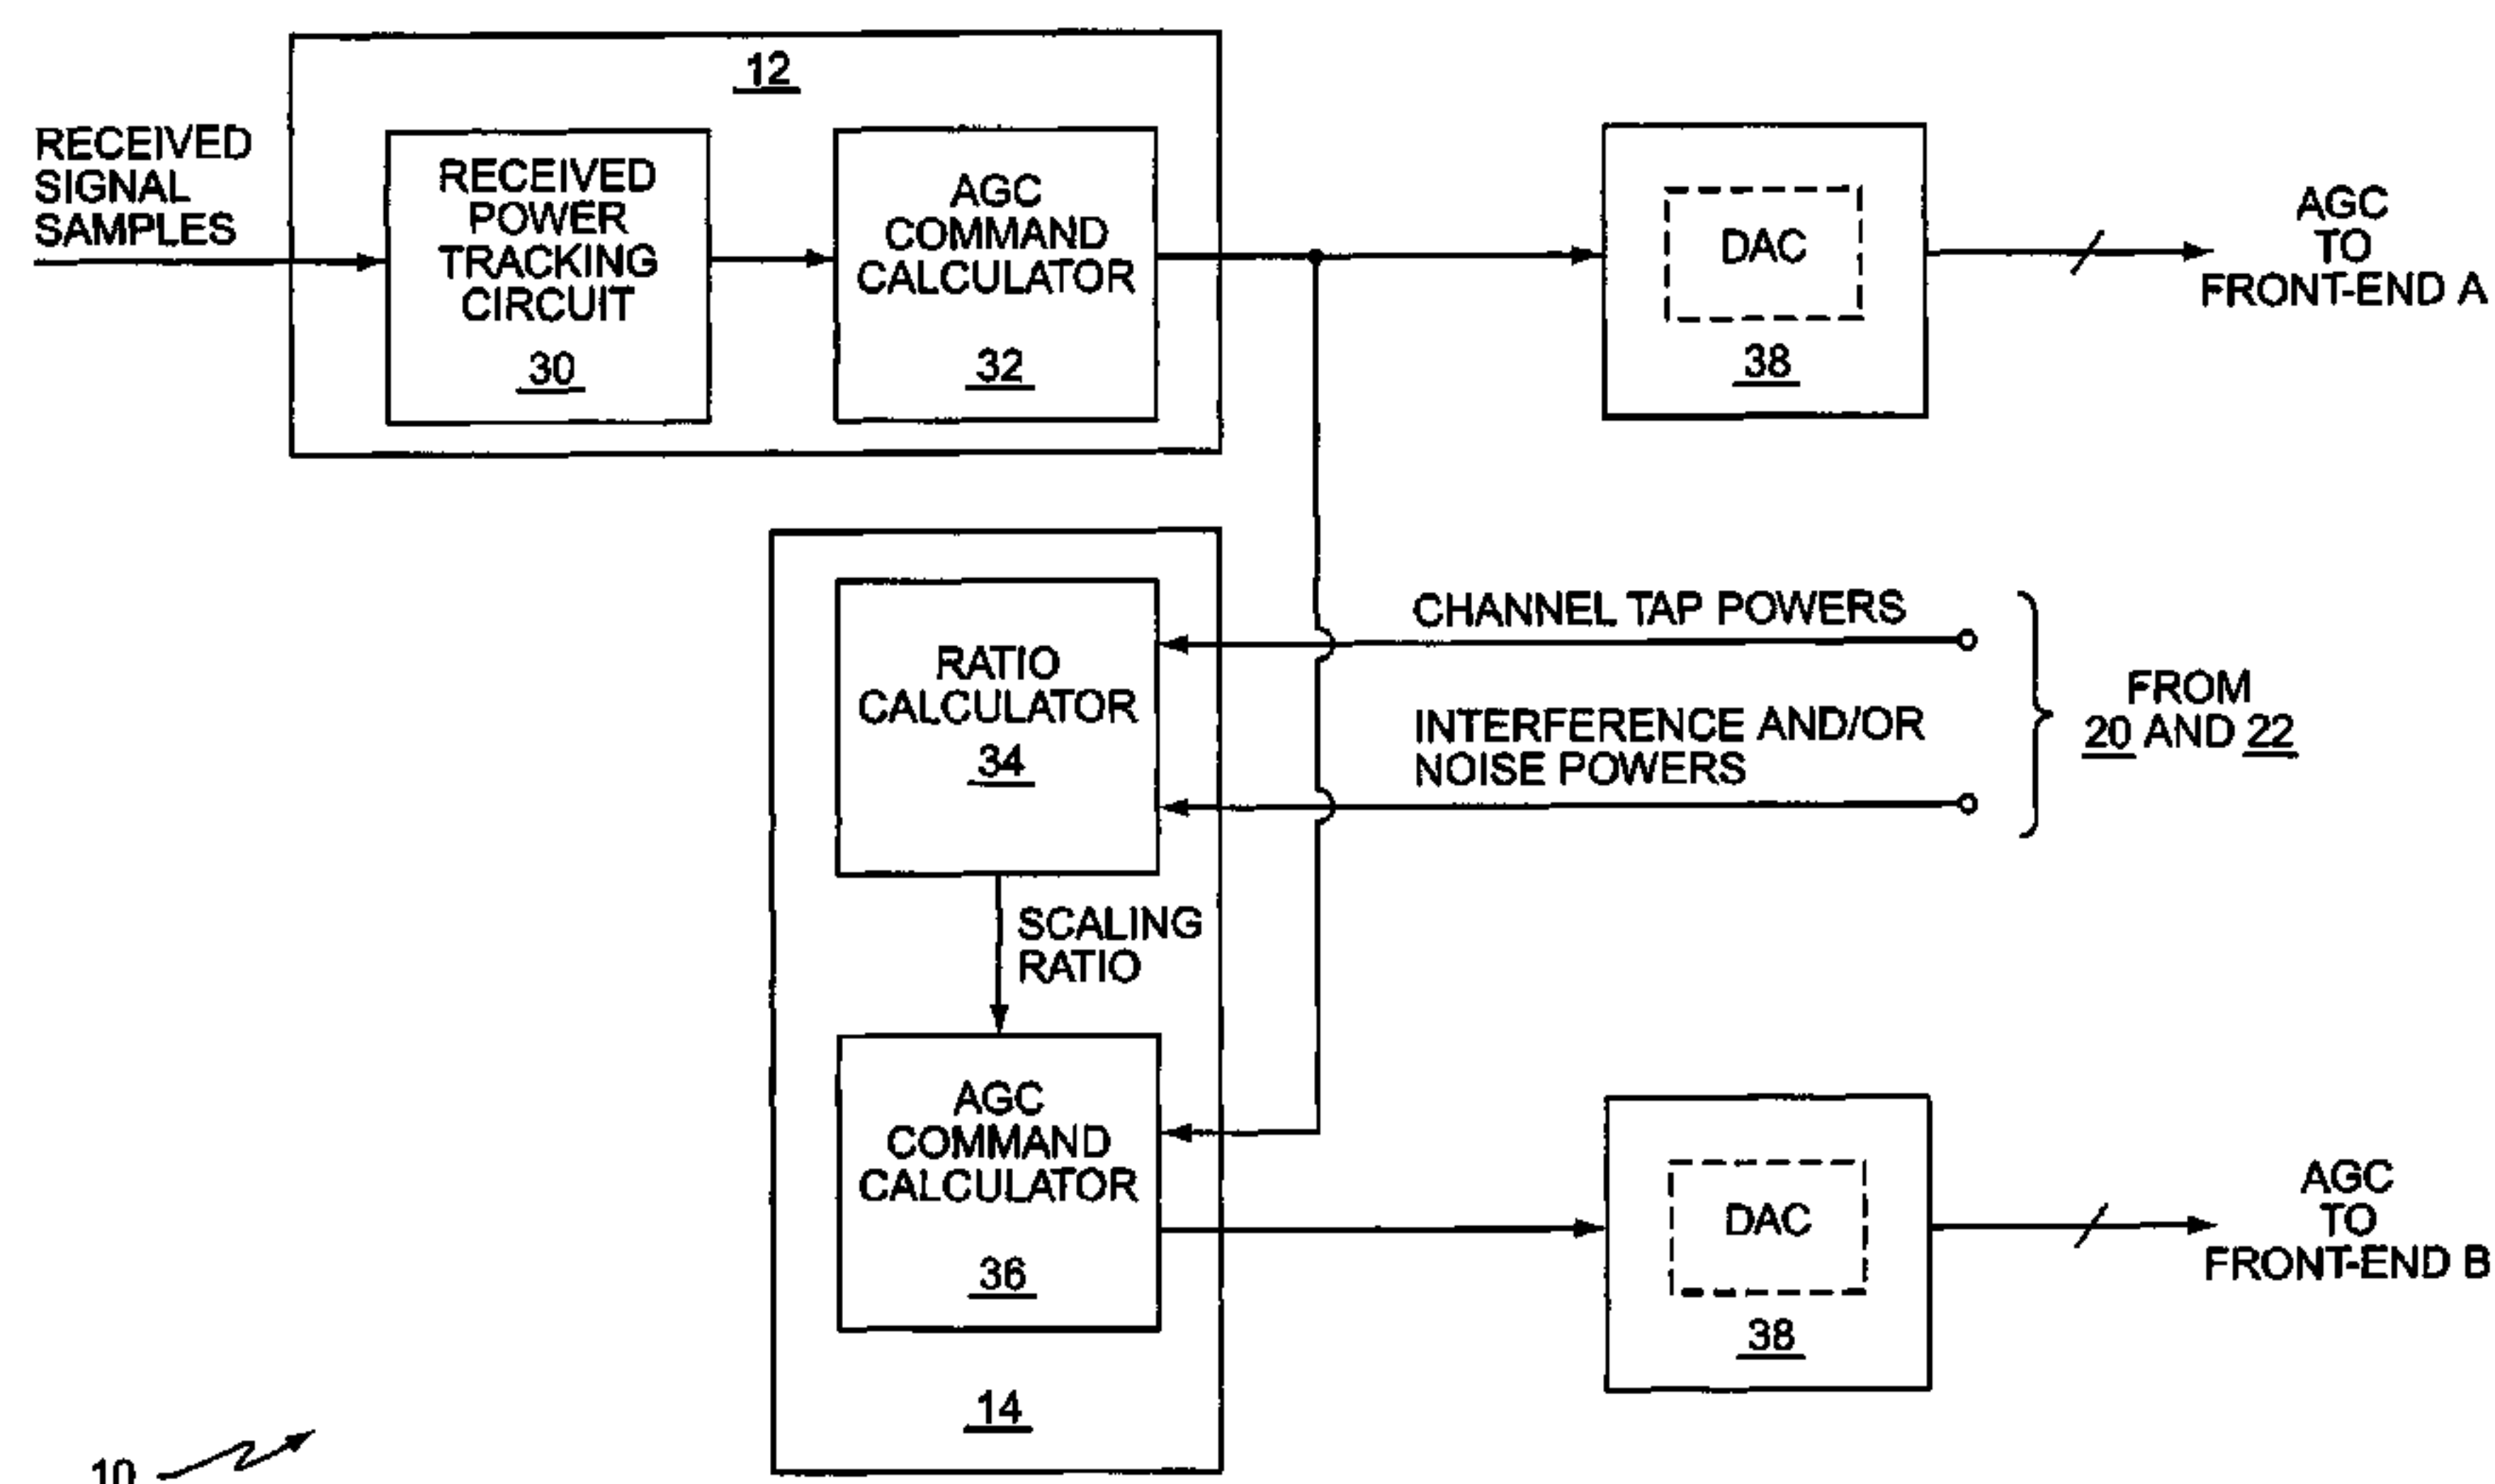 12
RECEIVED
SIGNAL
SAMPLES
RECEIVED
POWER
TRACKING
CIRCUIT
30
AGC
COMMAND
CALCULATOR
32
DAC
38
AGC
TO
FRONT-END A
RATIO
CALCULATOR
34
CHANNEL TAP POWERS
INTERFERENCE AND/OR
NOISE POWERS
FROM
20 AND 22
SCALING
RATIO
AGC
COMMAND
CALCULATOR
36
14
DAC
38
AGC
TO
FRONT-END B
10